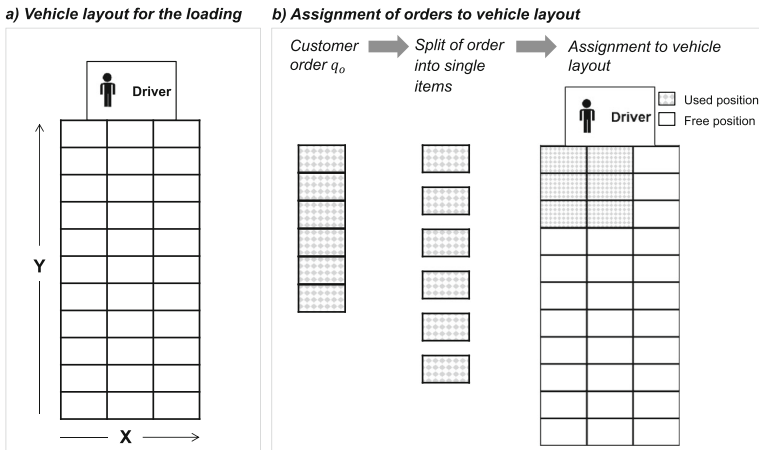 a) Vehicle layout for the loading
Driver
Y
X
b) Assignment of orders to vehicle layout
Customer
order qₒ
Split of order
into single
items
Assignment to vehicle
layout
Driver
Used position
Free position